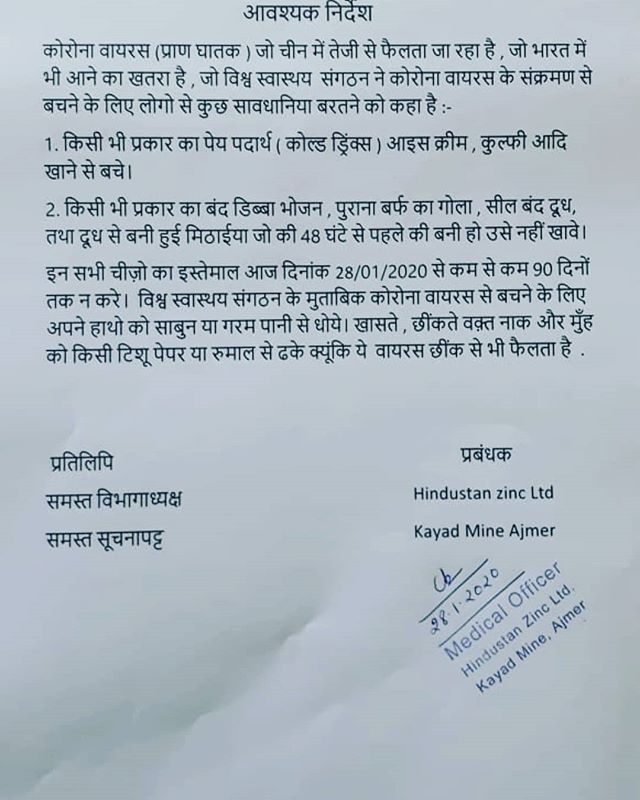 आवश्यक निर्देश
कोरोना वायरस (प्राण घातक ) जो चीन में तेजी से फैलता जा रहा है , जो भारत में
भी आने का खतरा है , जो विश्व स्वास्थय संगठन ने कोरोना वायरस के संक्रमण से
बचने के लिए लोगो से कुछ सावधानिया बरतने को कहा है :-
1. किसी भी प्रकार का पेय पदार्थ ( कोल्ड ड्रिंक्स ) आइस क्रीम , कुल्फी आदि
खाने से बचे।
2. किसी भी प्रकार का बंद डिब्बा भोजन , पुराना बर्फ का गोला , सील बंद दूध,
तथा दूध से बनी हुई मिठाईया जो की 48 घंटे से पहले की बनी हो उसे नहीं खावे।
इन सभी चीज़ो का इस्तेमाल आज दिनांक 28/01/2020 से कम से कम 90 दिनों
तक न करे। विश्व स्वास्थय संगठन के मुताबिक कोरोना वायरस से बचने के लिए
अपने हाथो को साबुन या गरम पानी से धोये। खासते , छींकते वक़्त नाक और मुँह
को किसी टिशू पेपर या रुमाल से ढके क्यूंकि ये वायरस छींक से भी फैलता है .
प्रतिलिपि
समस्त विभागाध्यक्ष
समस्त सूचनापट्ट
प्रबंधक
Hindustan zinc Ltd
Kayad Mine Ajmer
28.1.2020
Medical Officer
Hindustan Zinc Ltd.
Kayad Mine, Ajmer